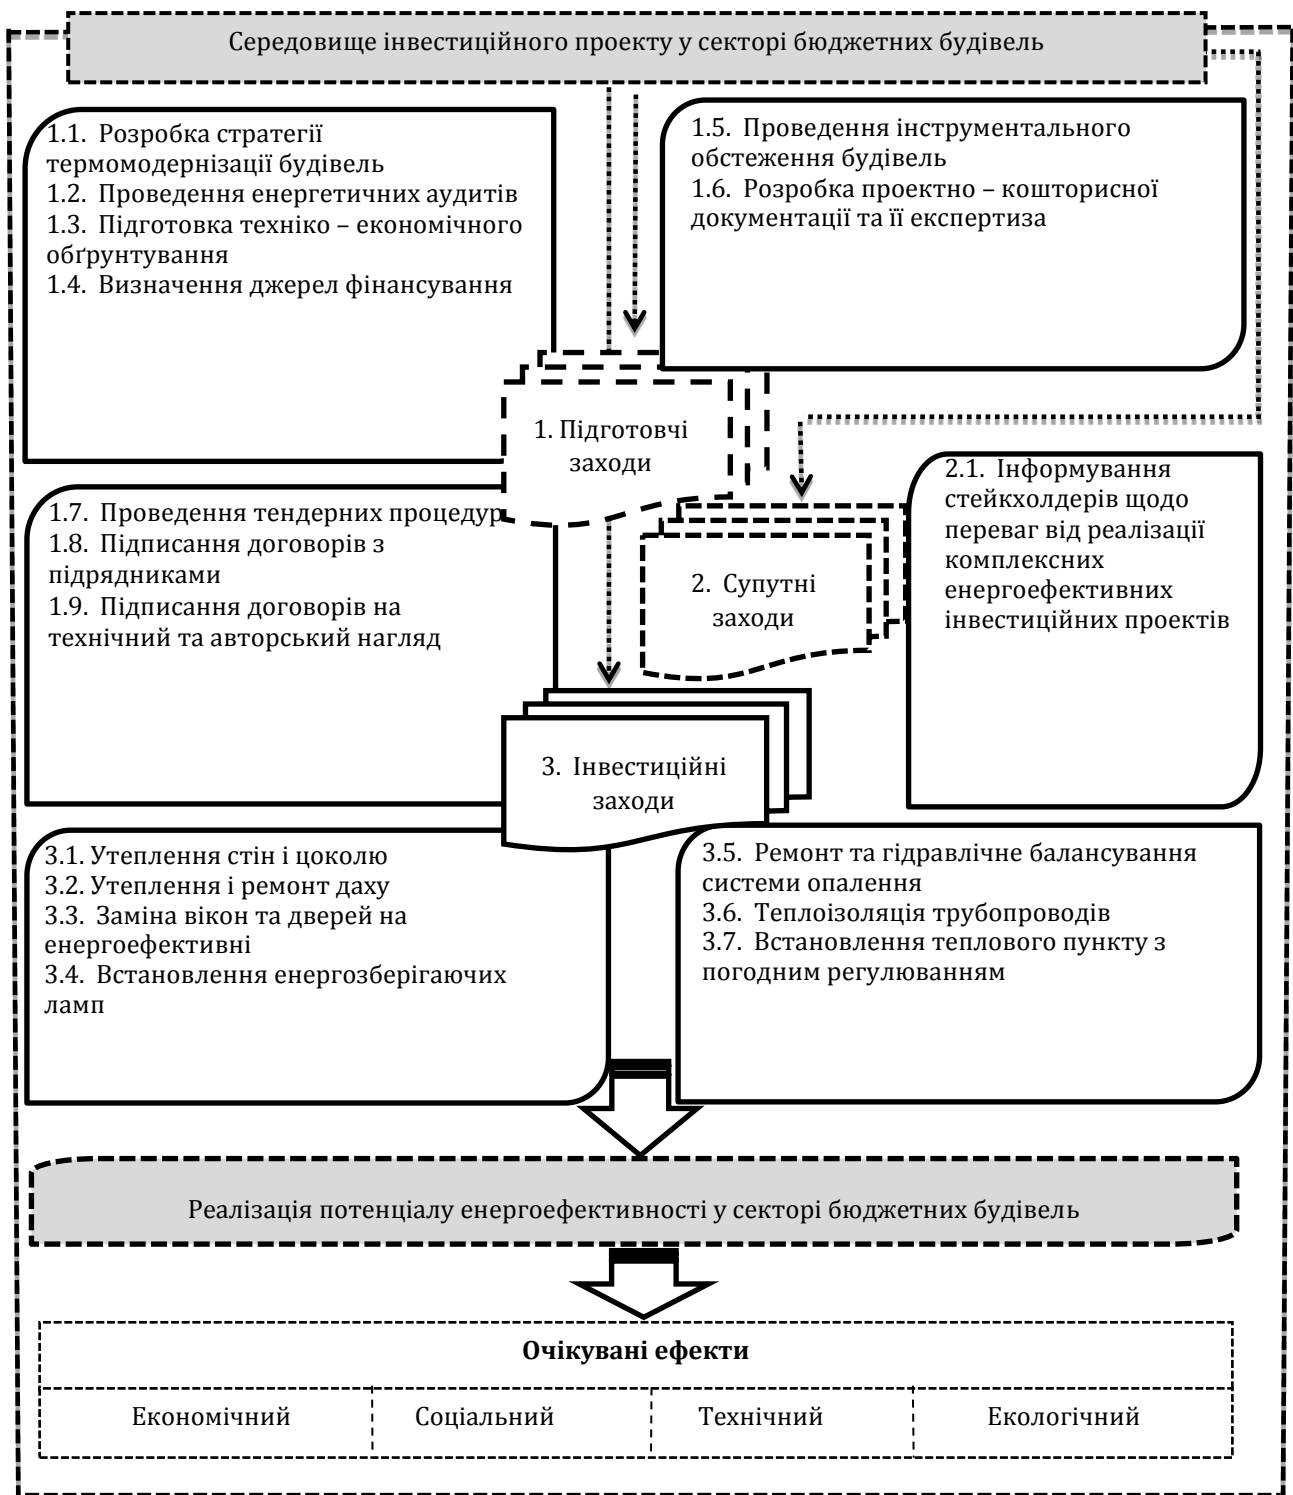 Середовище інвестиційного проекту у секторі бюджетних будівель
1.1. Розробка стратегії
термомодернізації будівель
1.2. Проведення енергетичних аудитів
1.3. Підготовка техніко – економічного
обґрунтування
1.4. Визначення джерел фінансування
1.5. Проведення інструментального
обстеження будівель
1.6. Розробка проектно – кошторисної
документації та її експертиза
1. Підготовчі
заходи
1.7. Проведення тендерних процедур
1.8. Підписання договорів з
підрядниками
1.9. Підписання договорів на
технічний та авторський нагляд
2. Супутні
заходи
2.1. Інформування
стейкхолдерів щодо
переваг від реалізації
комплексних
енергоефективних
інвестиційних проектів
3. Інвестиційні
заходи
3.1. Утеплення стін і цоколю
3.2. Утеплення і ремонт даху
3.3. Заміна вікон та дверей на
енергоефективні
3.4. Встановлення енергозберігаючих
ламп
3.5. Ремонт та гідравлічне балансування
системи опалення
3.6. Теплоізоляція трубопроводів
3.7. Встановлення теплового пункту з
погодним регулюванням
Реалізація потенціалу енергоефективності у секторі бюджетних будівель
Очікувані ефекти
Економічний Соціальний Технічний Екологічний